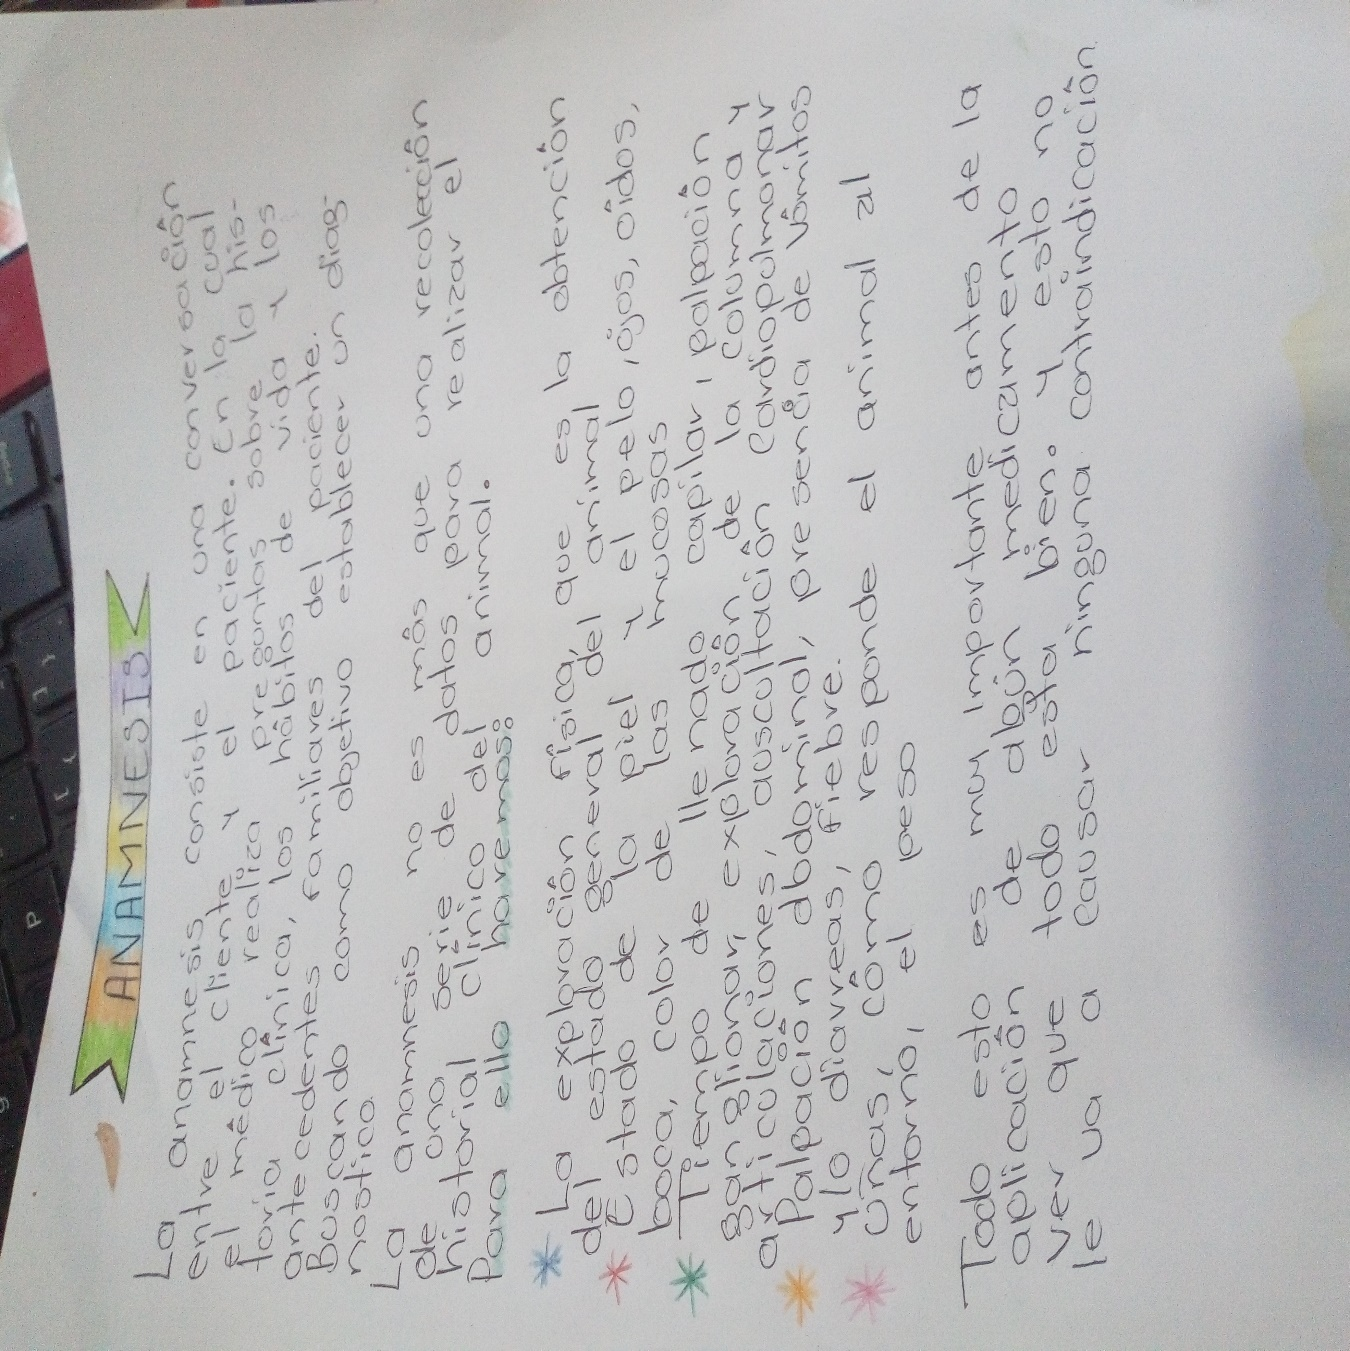 ANAMNESIS
La anamnesis consiste en una conversación
entre el cliente y el paciente. En la cual
el médico realiza preguntas sobre la his-
toria clínica, los hábitos de vida y los
antecedentes familiares del paciente.
Buscando como objetivo establecer un diag-
nostico
La anamnesis no es más que una recolección
de una serie de datos para realizar el
historial clínico del animal.
Para ello haremos:
La exploración física, que es la obtención
del estado general del animal
Estado de la piel y el pelo, ojos, oídos,
boca, color de las mucosas
Tiempo de llenado capilar, palpación
ganglionar, exploración de la columna y
articulaciones, auscultación cardiopulmonar
Palpación abdominal, presencia de vómitos
y/o diarreas, fiebre.
uñas, cómo responde el animal al
entorno, el peso
Todo esto es muy importante antes de la
aplicación de algún medicamento
ver que todo esta bien. Y esto no
le va a causar ninguna contraindicación